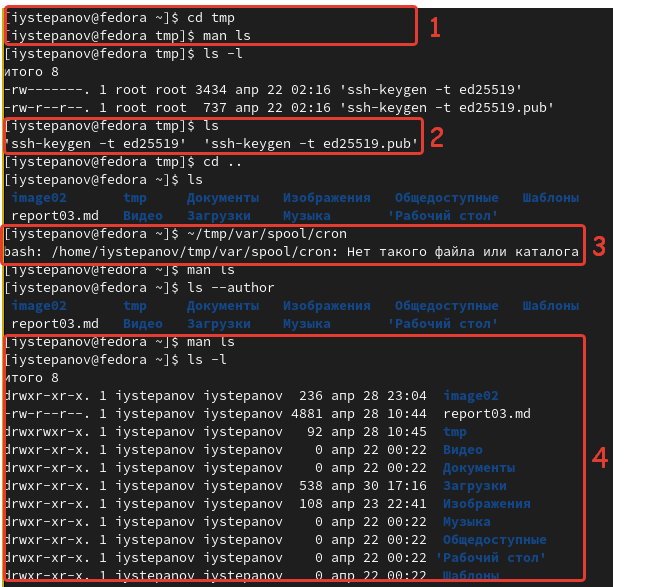 [iystepanov@fedora ~]$ cd tmp
[iystepanov@fedora tmp]$ man ls
1
[iystepanov@fedora tmp]$ ls -l
итого 8
-rw-------. 1 root root 3434 апр 22 02:16 'ssh-keygen -t ed25519'
-rw-r--r--. 1 root root  737 апр 22 02:16 'ssh-keygen -t ed25519.pub'
[iystepanov@fedora tmp]$ ls
2
'ssh-keygen -t ed25519'  'ssh-keygen -t ed25519.pub'
[iystepanov@fedora tmp]$ cd ..
[iystepanov@fedora ~]$ ls
image02 tmp Документы Изображения Общедоступные Шаблоны
report03.md Видео Загрузки Музыка 'Рабочий стол'
[iystepanov@fedora ~]$ ~/tmp/var/spool/cron
3
bash: /home/iystepanov/tmp/var/spool/cron: Нет такого файла или каталога
[iystepanov@fedora ~]$ man ls
[iystepanov@fedora ~]$ ls --author
image02 tmp Документы Изображения Общедоступные Шаблоны
report03.md Видео Загрузки Музыка 'Рабочий стол'
[iystepanov@fedora ~]$ man ls
[iystepanov@fedora ~]$ ls -l
итого 8
drwxr-xr-x. 1 iystepanov iystepanov  236 апр 28 23:04  image02
-rw-r--r--. 1 iystepanov iystepanov 4881 апр 28 10:44  report03.md
drwxrwxr-x. 1 iystepanov iystepanov   92 апр 28 10:45  tmp
drwxr-xr-x. 1 iystepanov iystepanov    0 апр 22 00:22  Видео
4
drwxr-xr-x. 1 iystepanov iystepanov    0 апр 22 00:22  Документы
drwxr-xr-x. 1 iystepanov iystepanov  538 апр 30 17:16  Загрузки
drwxr-xr-x. 1 iystepanov iystepanov  108 апр 23 22:41  Изображения
drwxr-xr-x. 1 iystepanov iystepanov    0 апр 22 00:22  Музыка
drwxr-xr-x. 1 iystepanov iystepanov    0 апр 22 00:22  Общедоступные
drwxr-xr-x. 1 iystepanov iystepanov    0 апр 22 00:22 'Рабочий стол'
drwxr-xr-x. 1 iystepanov iystepanov    0 апр 22 00:22  Шаблоны